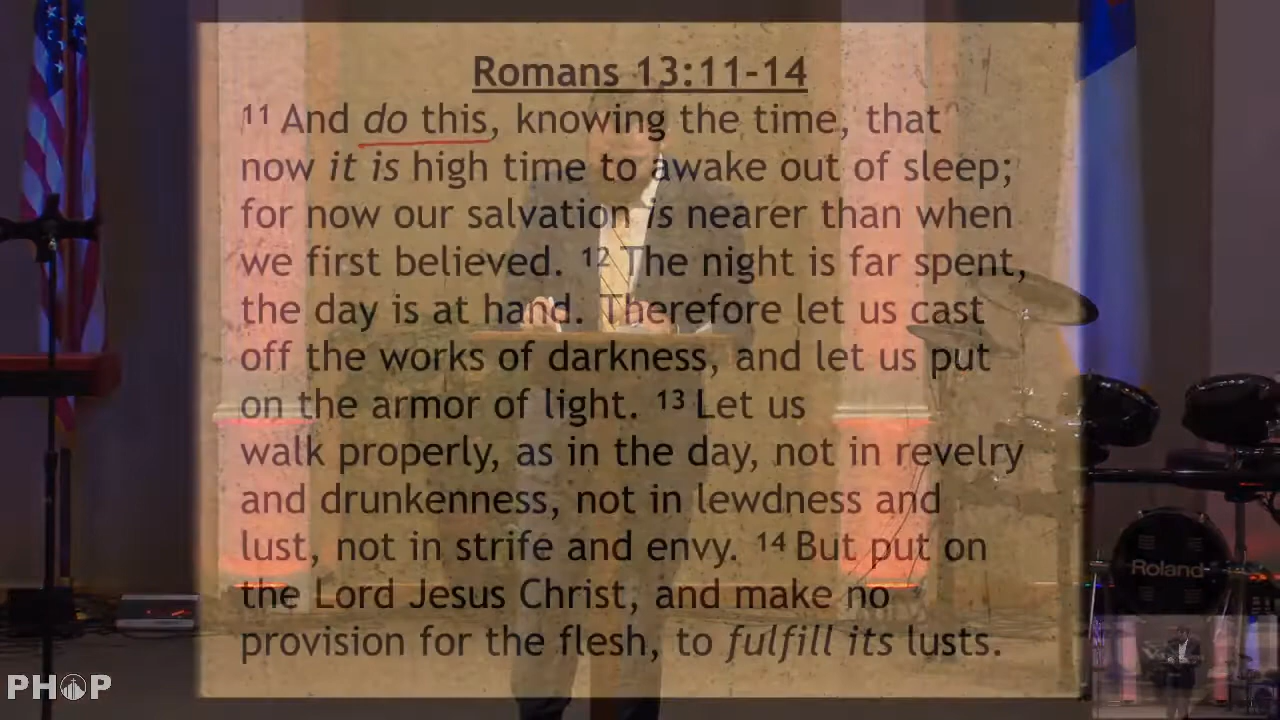 Romans 13:11-14
11 And do this, knowing the time, that
now it is high time to awake out of sleep;
for now our salvation is nearer than when
we first believed. 12 The night is far spent,
the day is at hand. Therefore let us cast
off the works of darkness, and let us put
on the armor of light. 13 Let us
walk properly, as in the day, not in revelry
and drunkenness, not in lewdness and
lust, not in strife and envy. 14 But put on
the Lord Jesus Christ, and make no
provision for the flesh, to fulfill its lusts.
Roland
PHOP